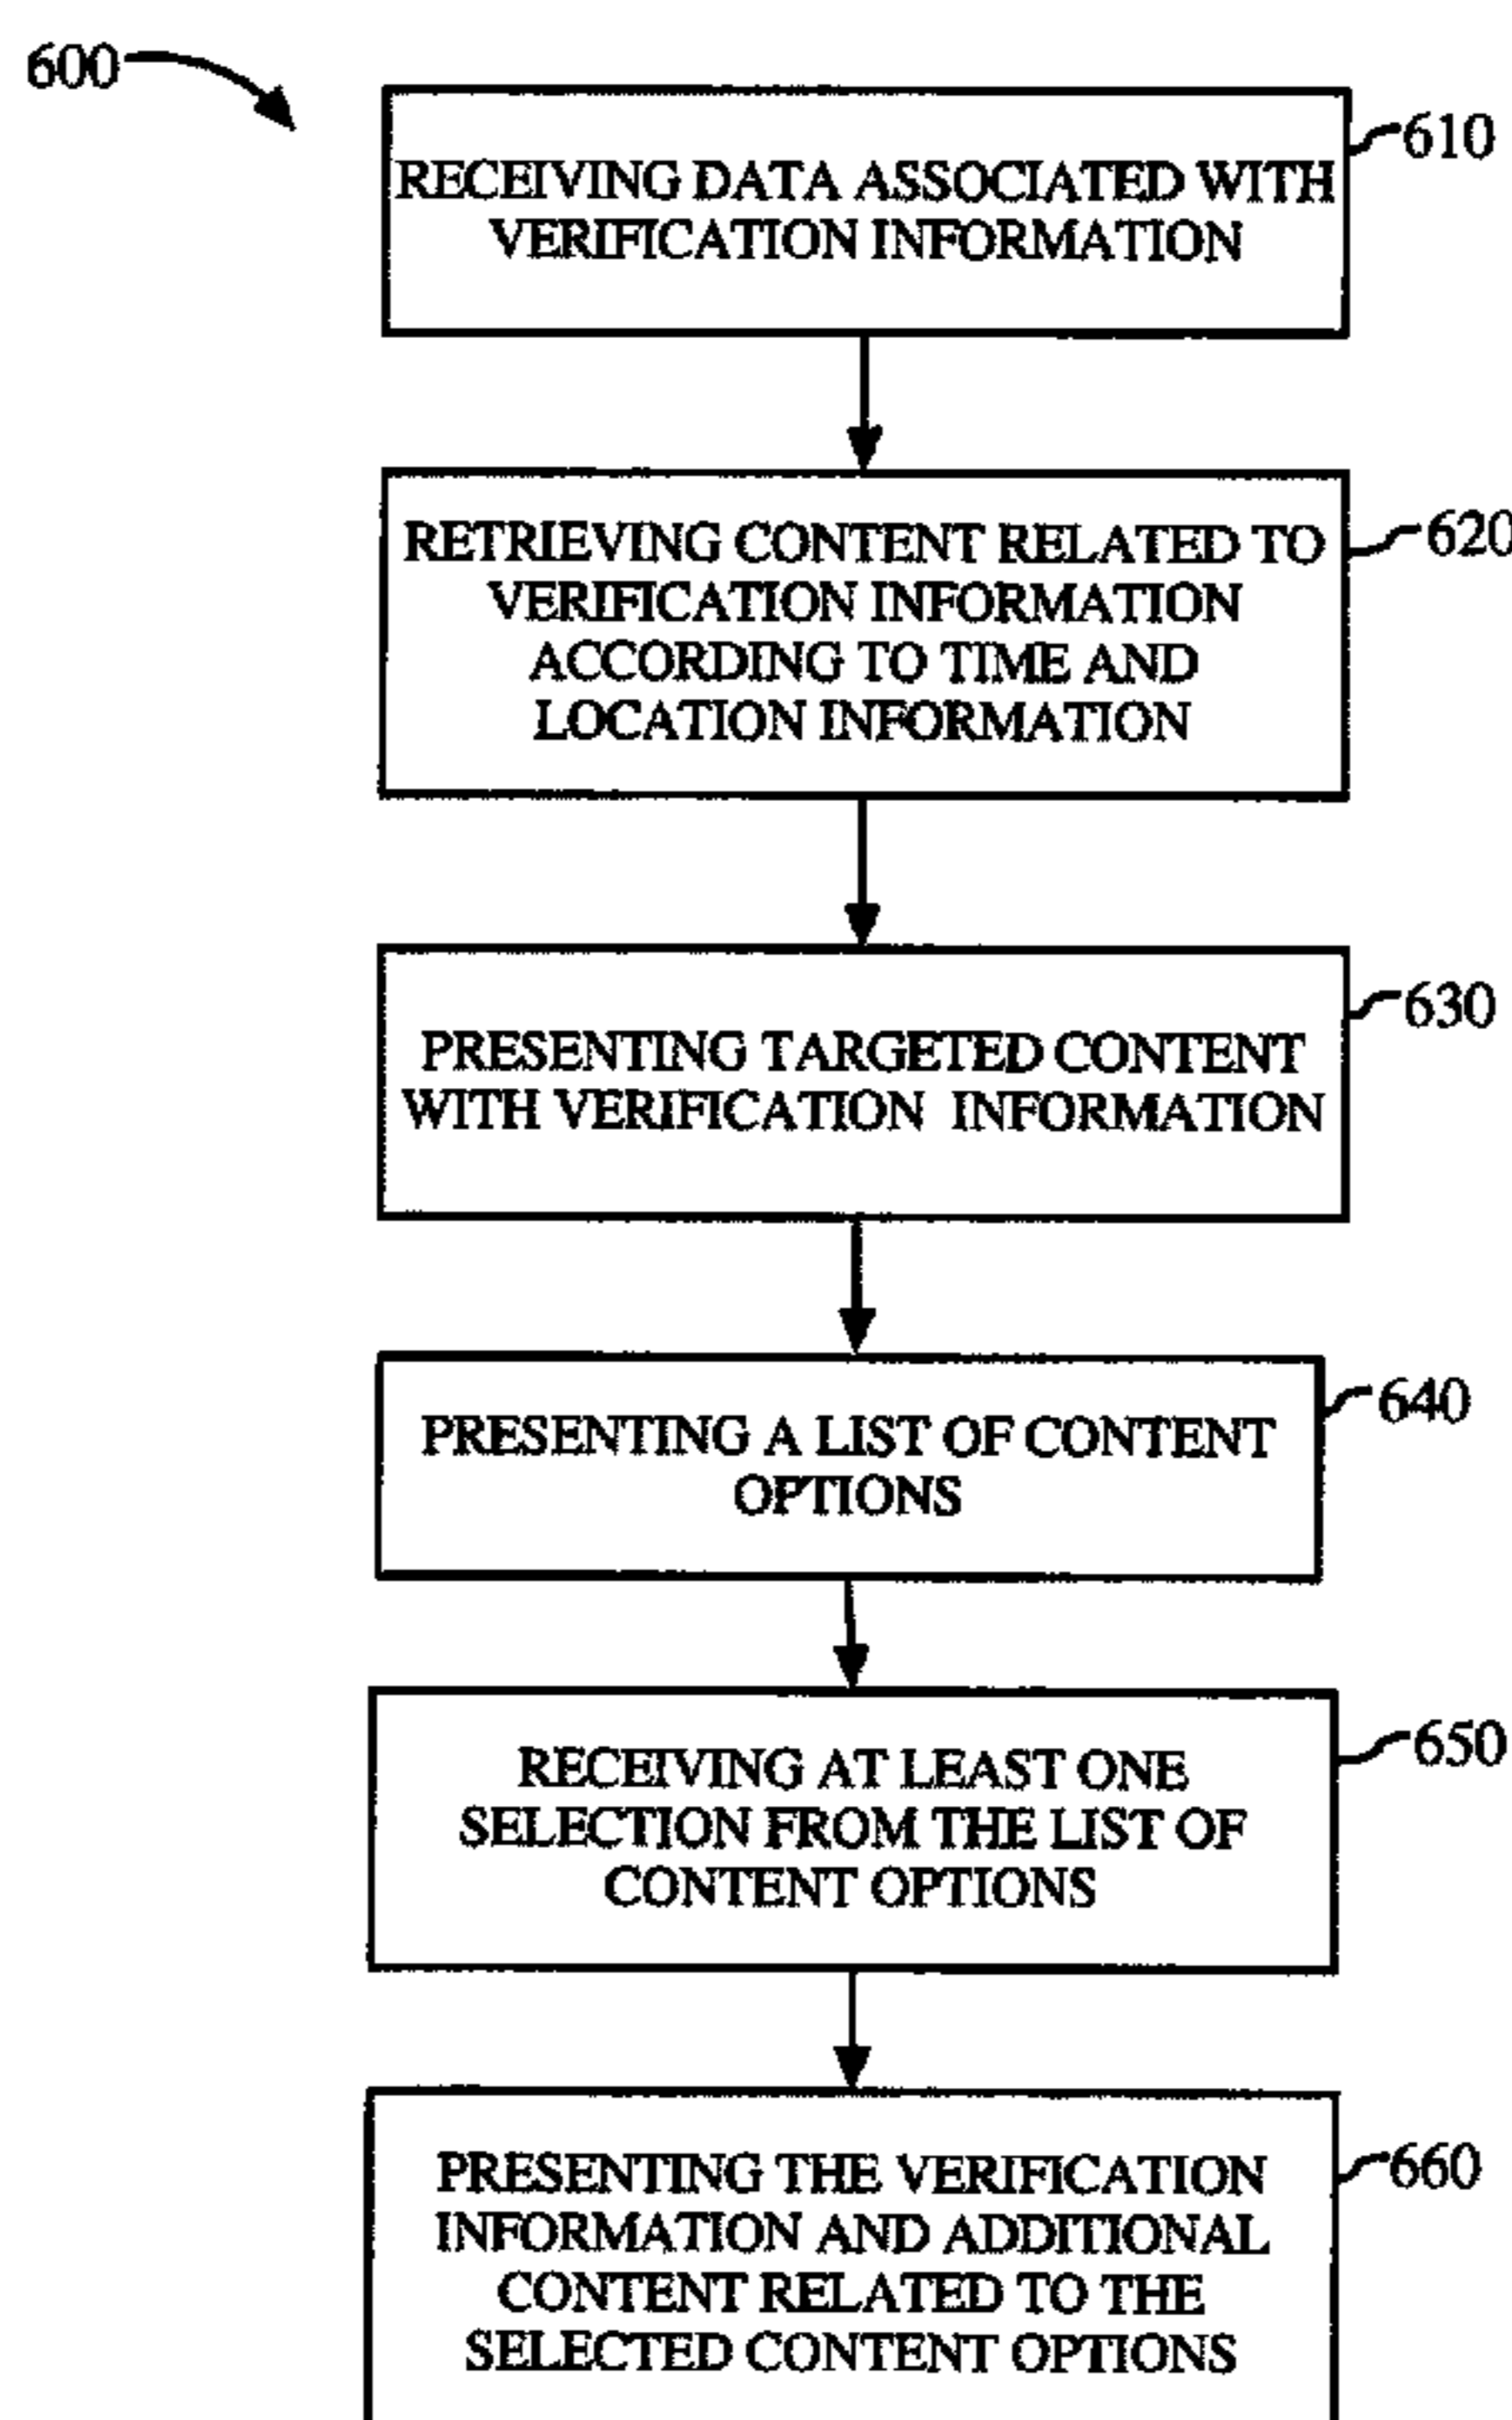 600
610
RECEIVING DATA ASSOCIATED WITH
VERIFICATION INFORMATION
620
RETRIEVING CONTENT RELATED TO
VERIFICATION INFORMATION
ACCORDING TO TIME AND
LOCATION INFORMATION
630
PRESENTING TARGETED CONTENT
WITH VERIFICATION INFORMATION
640
PRESENTING A LIST OF CONTENT
OPTIONS
650
RECEIVING AT LEAST ONE
SELECTION FROM THE LIST OF
CONTENT OPTIONS
660
PRESENTING THE VERIFICATION
INFORMATION AND ADDITIONAL
CONTENT RELATED TO THE
SELECTED CONTENT OPTIONS